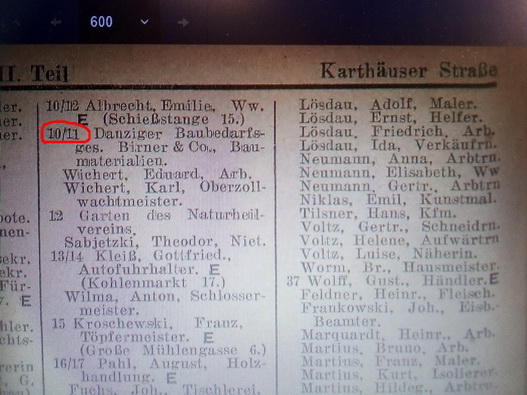 600
II. Teil
Karthäuser Straße
10/12 Albrecht, Emilie, Ww.
E (Schießstange 15.)
10/11 Danziger Baubedarfs-
ges. Birner & Co., Bau-
materialien.
Wichert, Eduard, Arb.
Wichert, Karl, Oberzoll-
wachtmeister.
12 Garten des Naturheil-
vereins.
Sabjetzki, Theodor, Niet.
13/14 Kleiß, Gottfried,
Autofuhrhalter. E
(Kohlenmarkt 17.)
Wilma, Anton, Schlosser-
meister.
15 Kroschewski, Franz,
Töpfermeister. E
(Große Mühlengasse 6.)
16/17 Pahl, August, Holz-
handlung. E
Fuchs, Joh., Tischlerei.
Lösdau, Adolf, Maler.
Lösdau, Ernst, Helfer.
Lösdau, Friedrich, Arb.
Lösdau, Ida, Verkäufrn.
Neumann, Anna, Arbtrn.
Neumann, Elisabeth, Ww
Neumann, Gertr., Arbtrn
Niklas, Emil, Kunstmal.
Tilsner, Hans, Kfm.
Voltz, Gertr., Schneidrn.
Voltz, Helene, Aufwärtrn
Voltz, Luise, Näherin.
Worm, Br., Hausmeister.
37 Wolff, Gust., Händler. E
Feldner, Heinr., Fleisch.
Frankowski, Joh., Eisb.-
Beamter.
Marquardt, Heinr., Arb.
Martius, Bruno, Arb.
Martius, Franz, Maler.
Martius, Kurt, Isolierer.
Martius, Hildeg., Arbtrn.